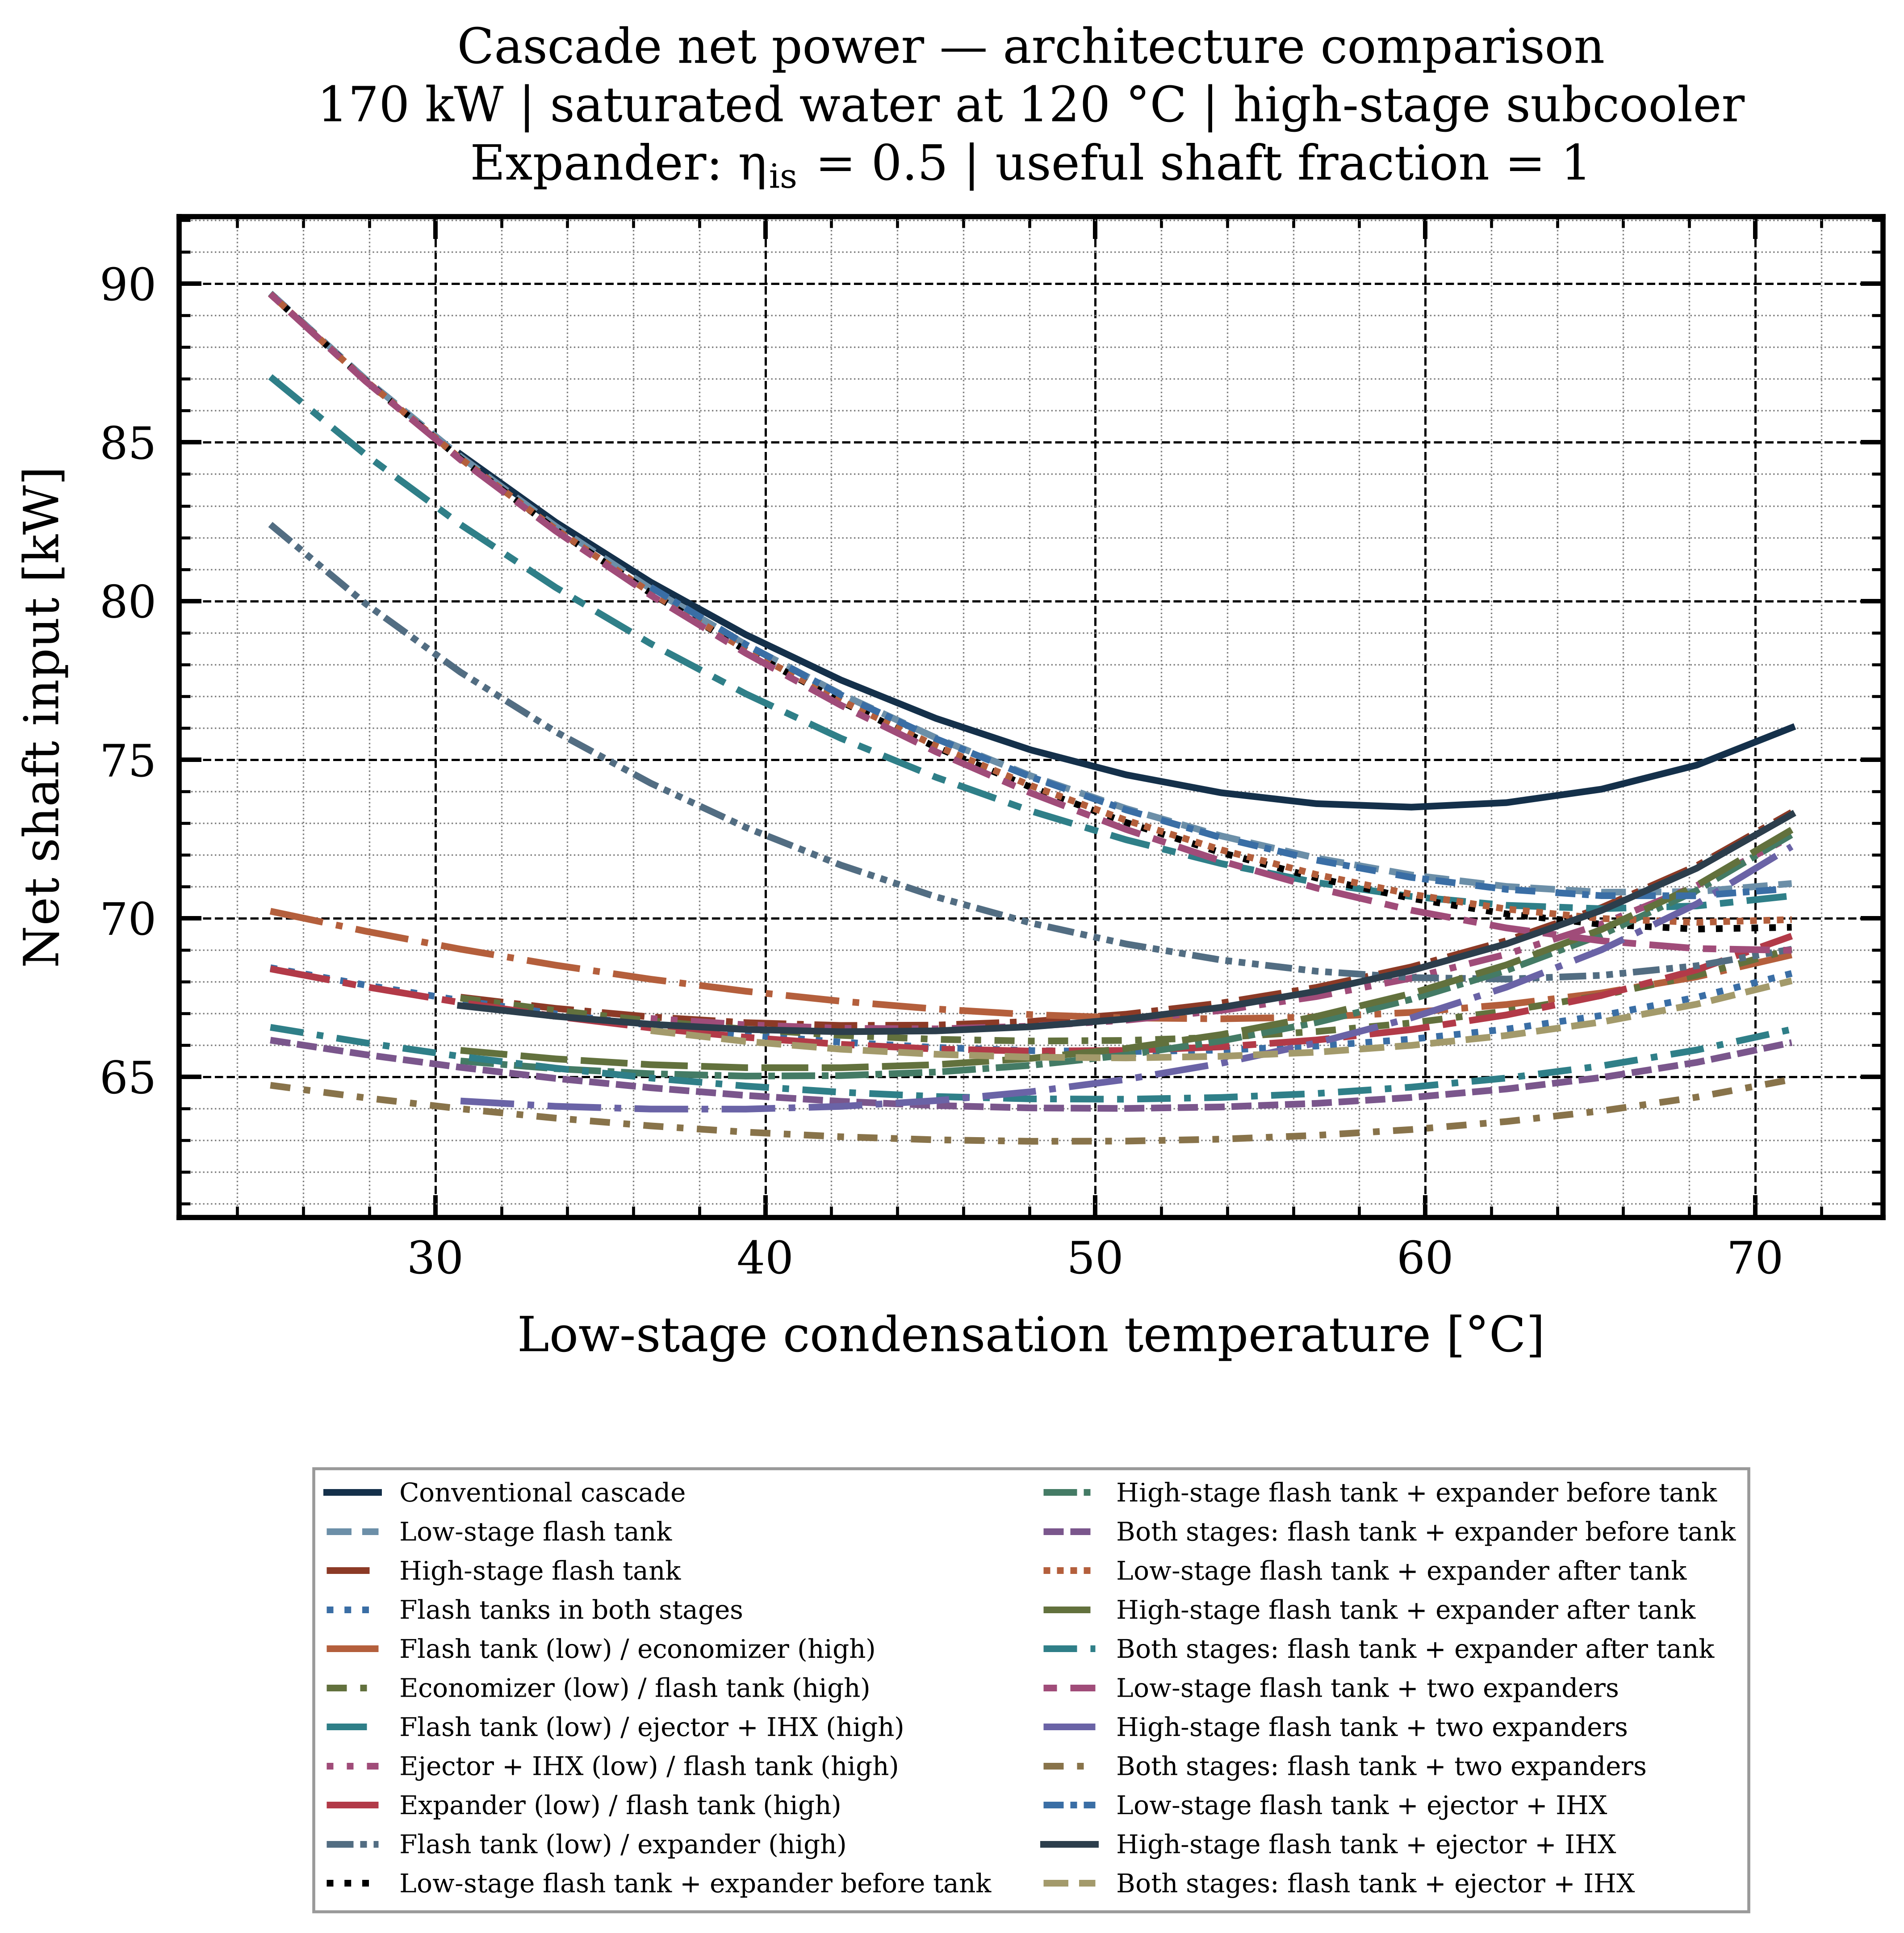 Cascade net power — architecture comparison
170 kW | saturated water at 120 °C | high-stage subcooler
Expander: ηis = 0.5 | useful shaft fraction = 1
Net shaft input [kW]
90
85
80
75
70
65
30 40 50 60 70
Low-stage condensation temperature [°C]
Conventional cascade
Low-stage flash tank
High-stage flash tank
Flash tanks in both stages
Flash tank (low) / economizer (high)
Economizer (low) / flash tank (high)
Flash tank (low) / ejector + IHX (high)
Ejector + IHX (low) / flash tank (high)
Expander (low) / flash tank (high)
Flash tank (low) / expander (high)
Low-stage flash tank + expander before tank
High-stage flash tank + expander before tank
Both stages: flash tank + expander before tank
Low-stage flash tank + expander after tank
High-stage flash tank + expander after tank
Both stages: flash tank + expander after tank
Low-stage flash tank + two expanders
High-stage flash tank + two expanders
Both stages: flash tank + two expanders
Low-stage flash tank + ejector + IHX
High-stage flash tank + ejector + IHX
Both stages: flash tank + ejector + IHX